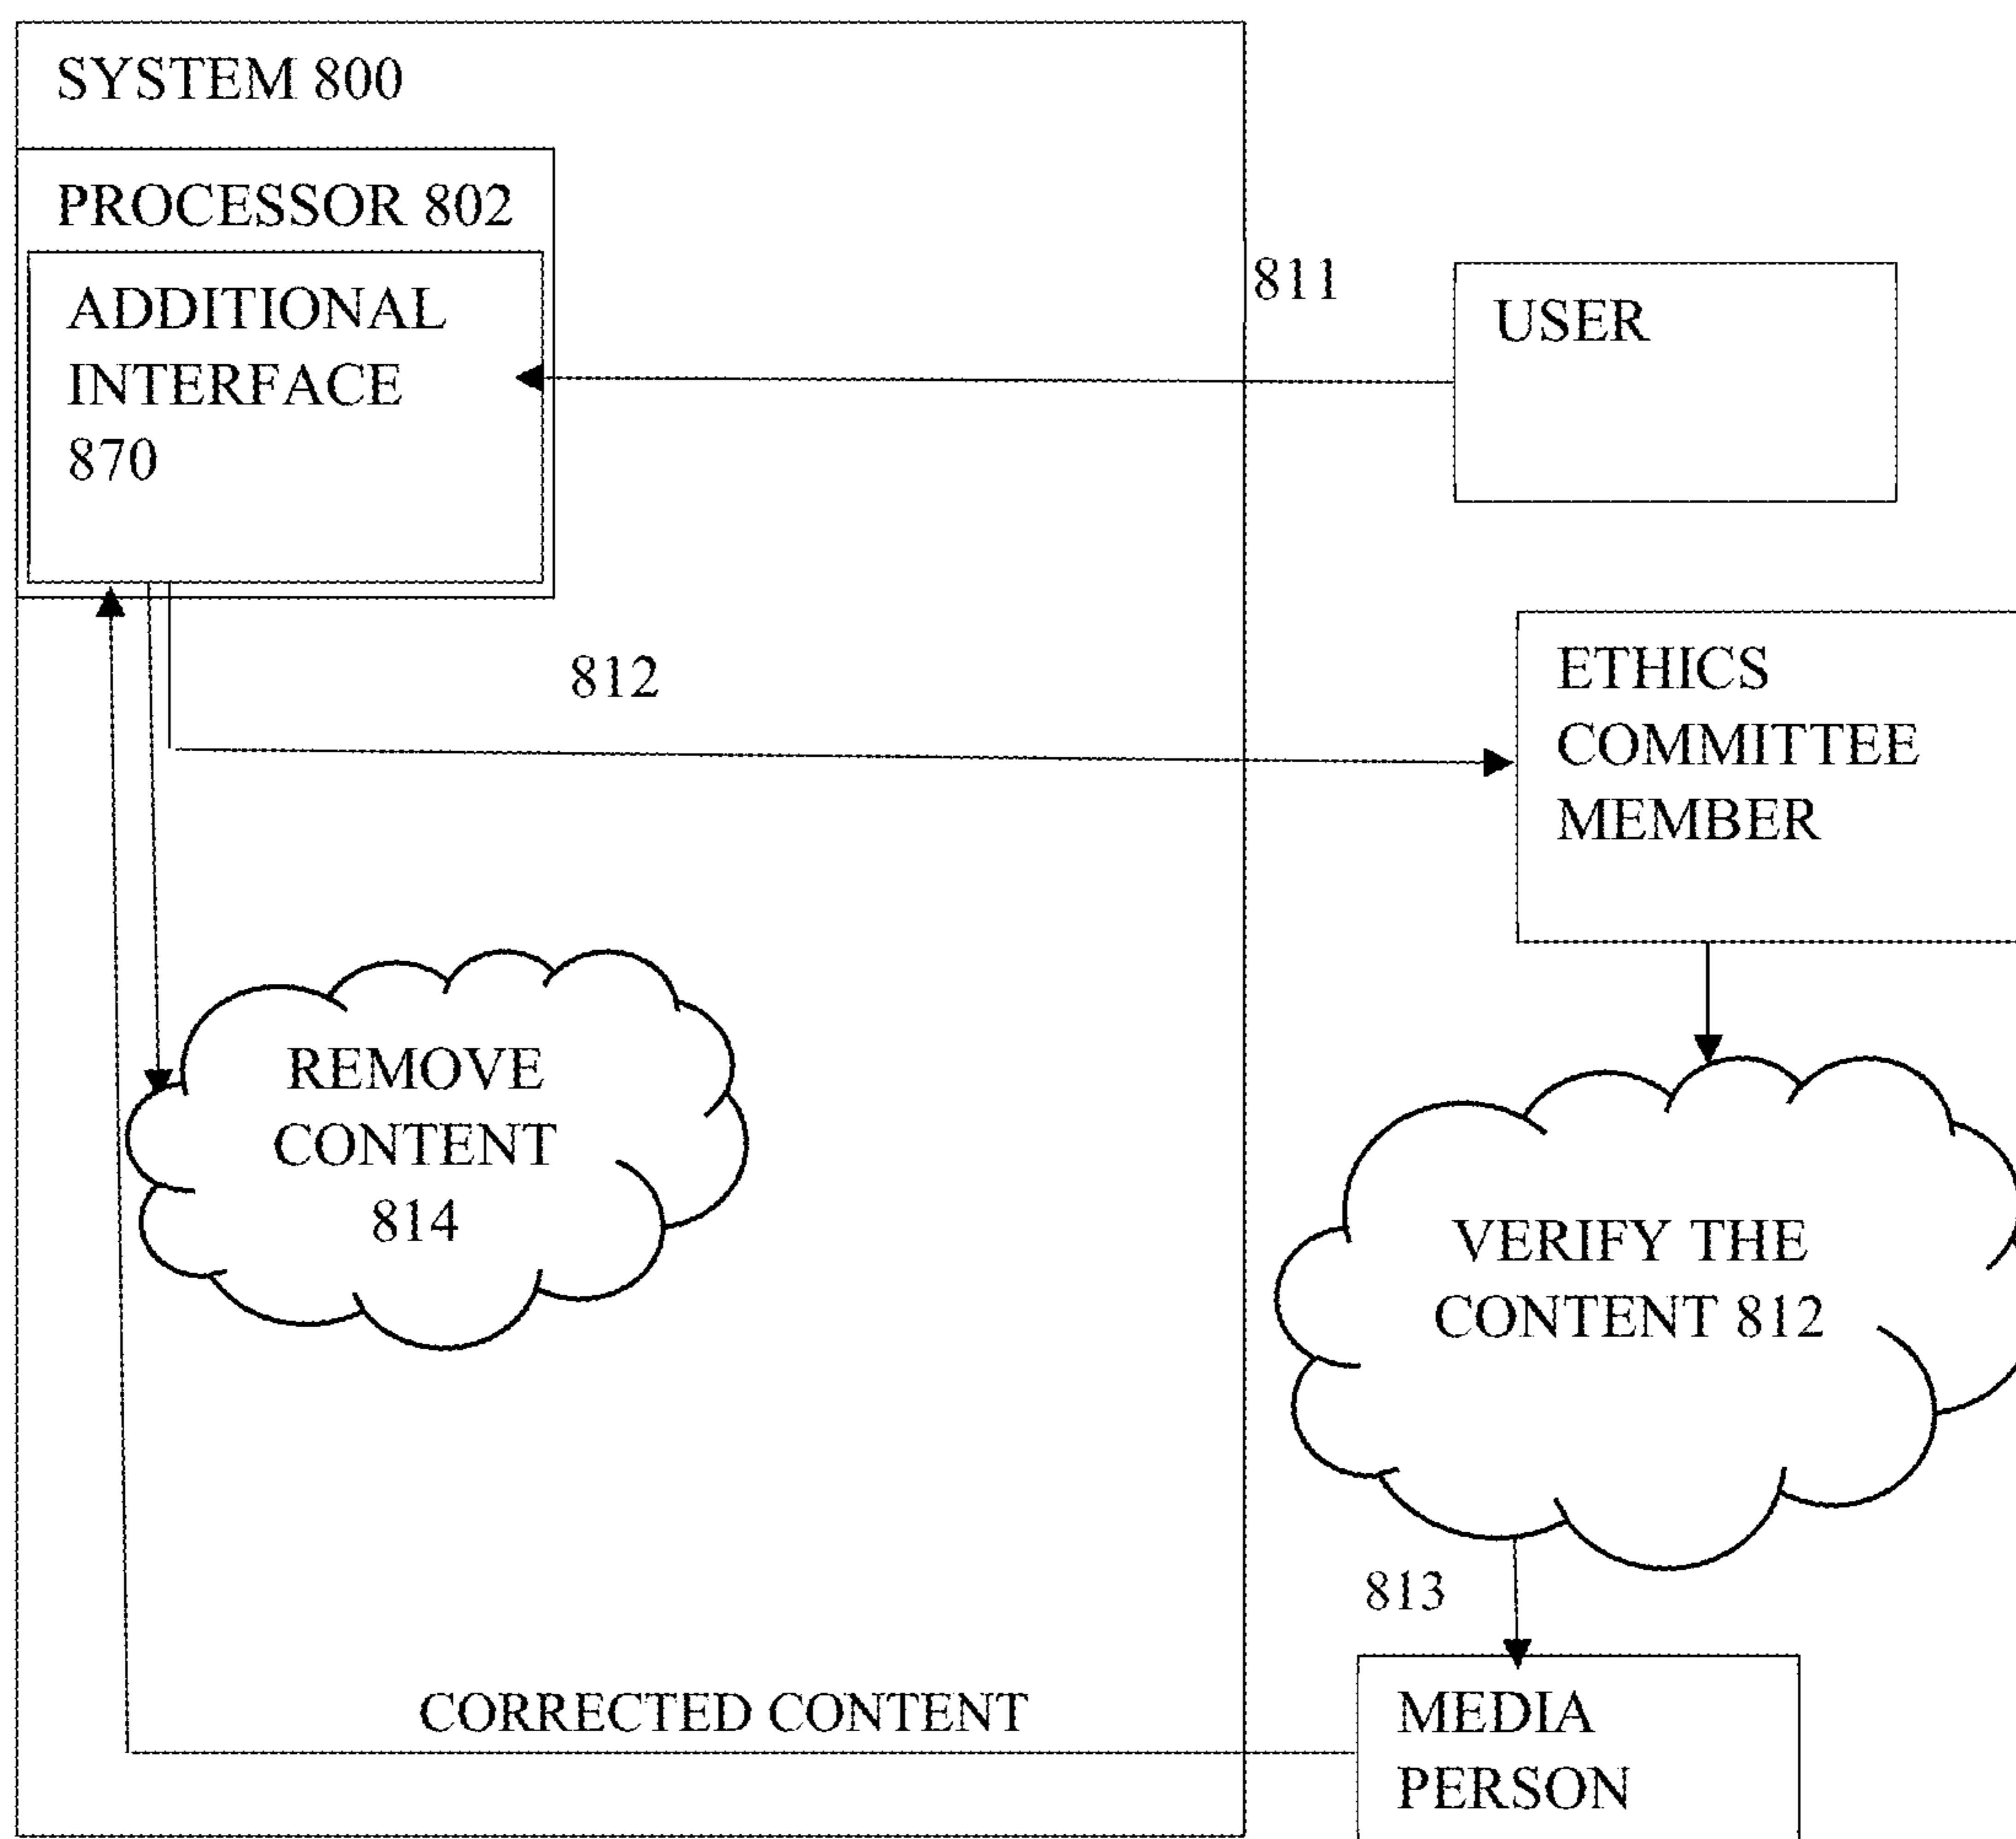 SYSTEM 800
PROCESSOR 802
ADDITIONAL
INTERFACE
870
811
USER
812
ETHICS
COMMITTEE
MEMBER
REMOVE
CONTENT
814
VERIFY THE
CONTENT 812
813
CORRECTED CONTENT
MEDIA
PERSON